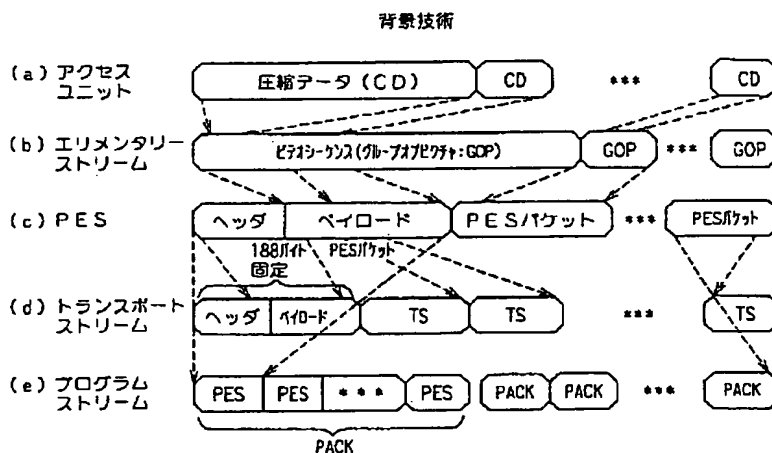 背景技術
(a) アクセス
ユニット
圧縮データ(CD)
CD
***
CD
(b) エリメンタリー
ストリーム
ビデオシーケンス(グループオブピクチャ:GOP)
GOP
***
GOP
(c) PES
ヘッダ
ペイロード
PESパケット
***
PESパケット
188バイト
固定
PESパケット
(d) トランスポート
ストリーム
ヘッダ
ペイロード
TS
TS
***
TS
(e) プログラム
ストリーム
PES
PES
***
PES
PACK
PACK
***
PACK
PACK